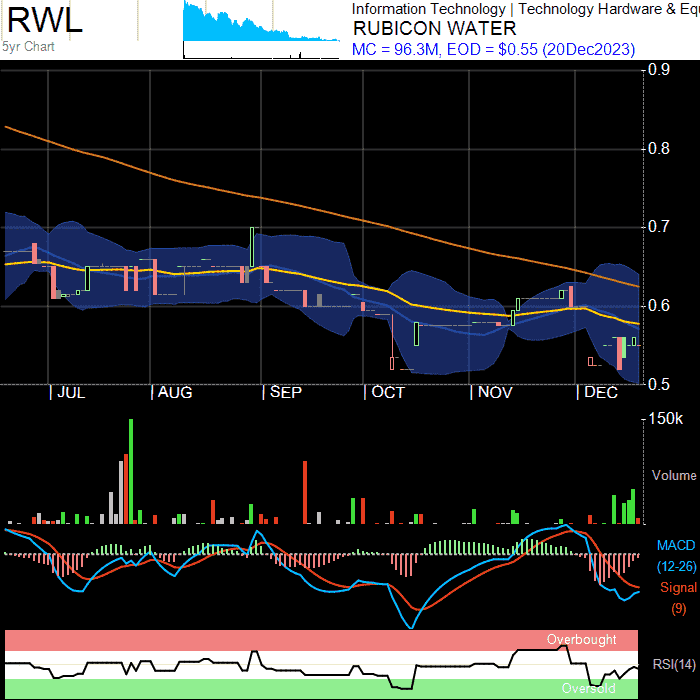 RWL
5yr Chart
Information Technology | Technology Hardware & Equ
RUBICON WATER
MC = 96.3M, EOD = $0.55 (20Dec2023)
0.9
0.8
0.7
0.6
0.5
| JUL | AUG | SEP | OCT | NOV | DEC
150k
Volume
MACD
(12-26)
Signal
(9)
Overbought
RSI(14)
Oversold